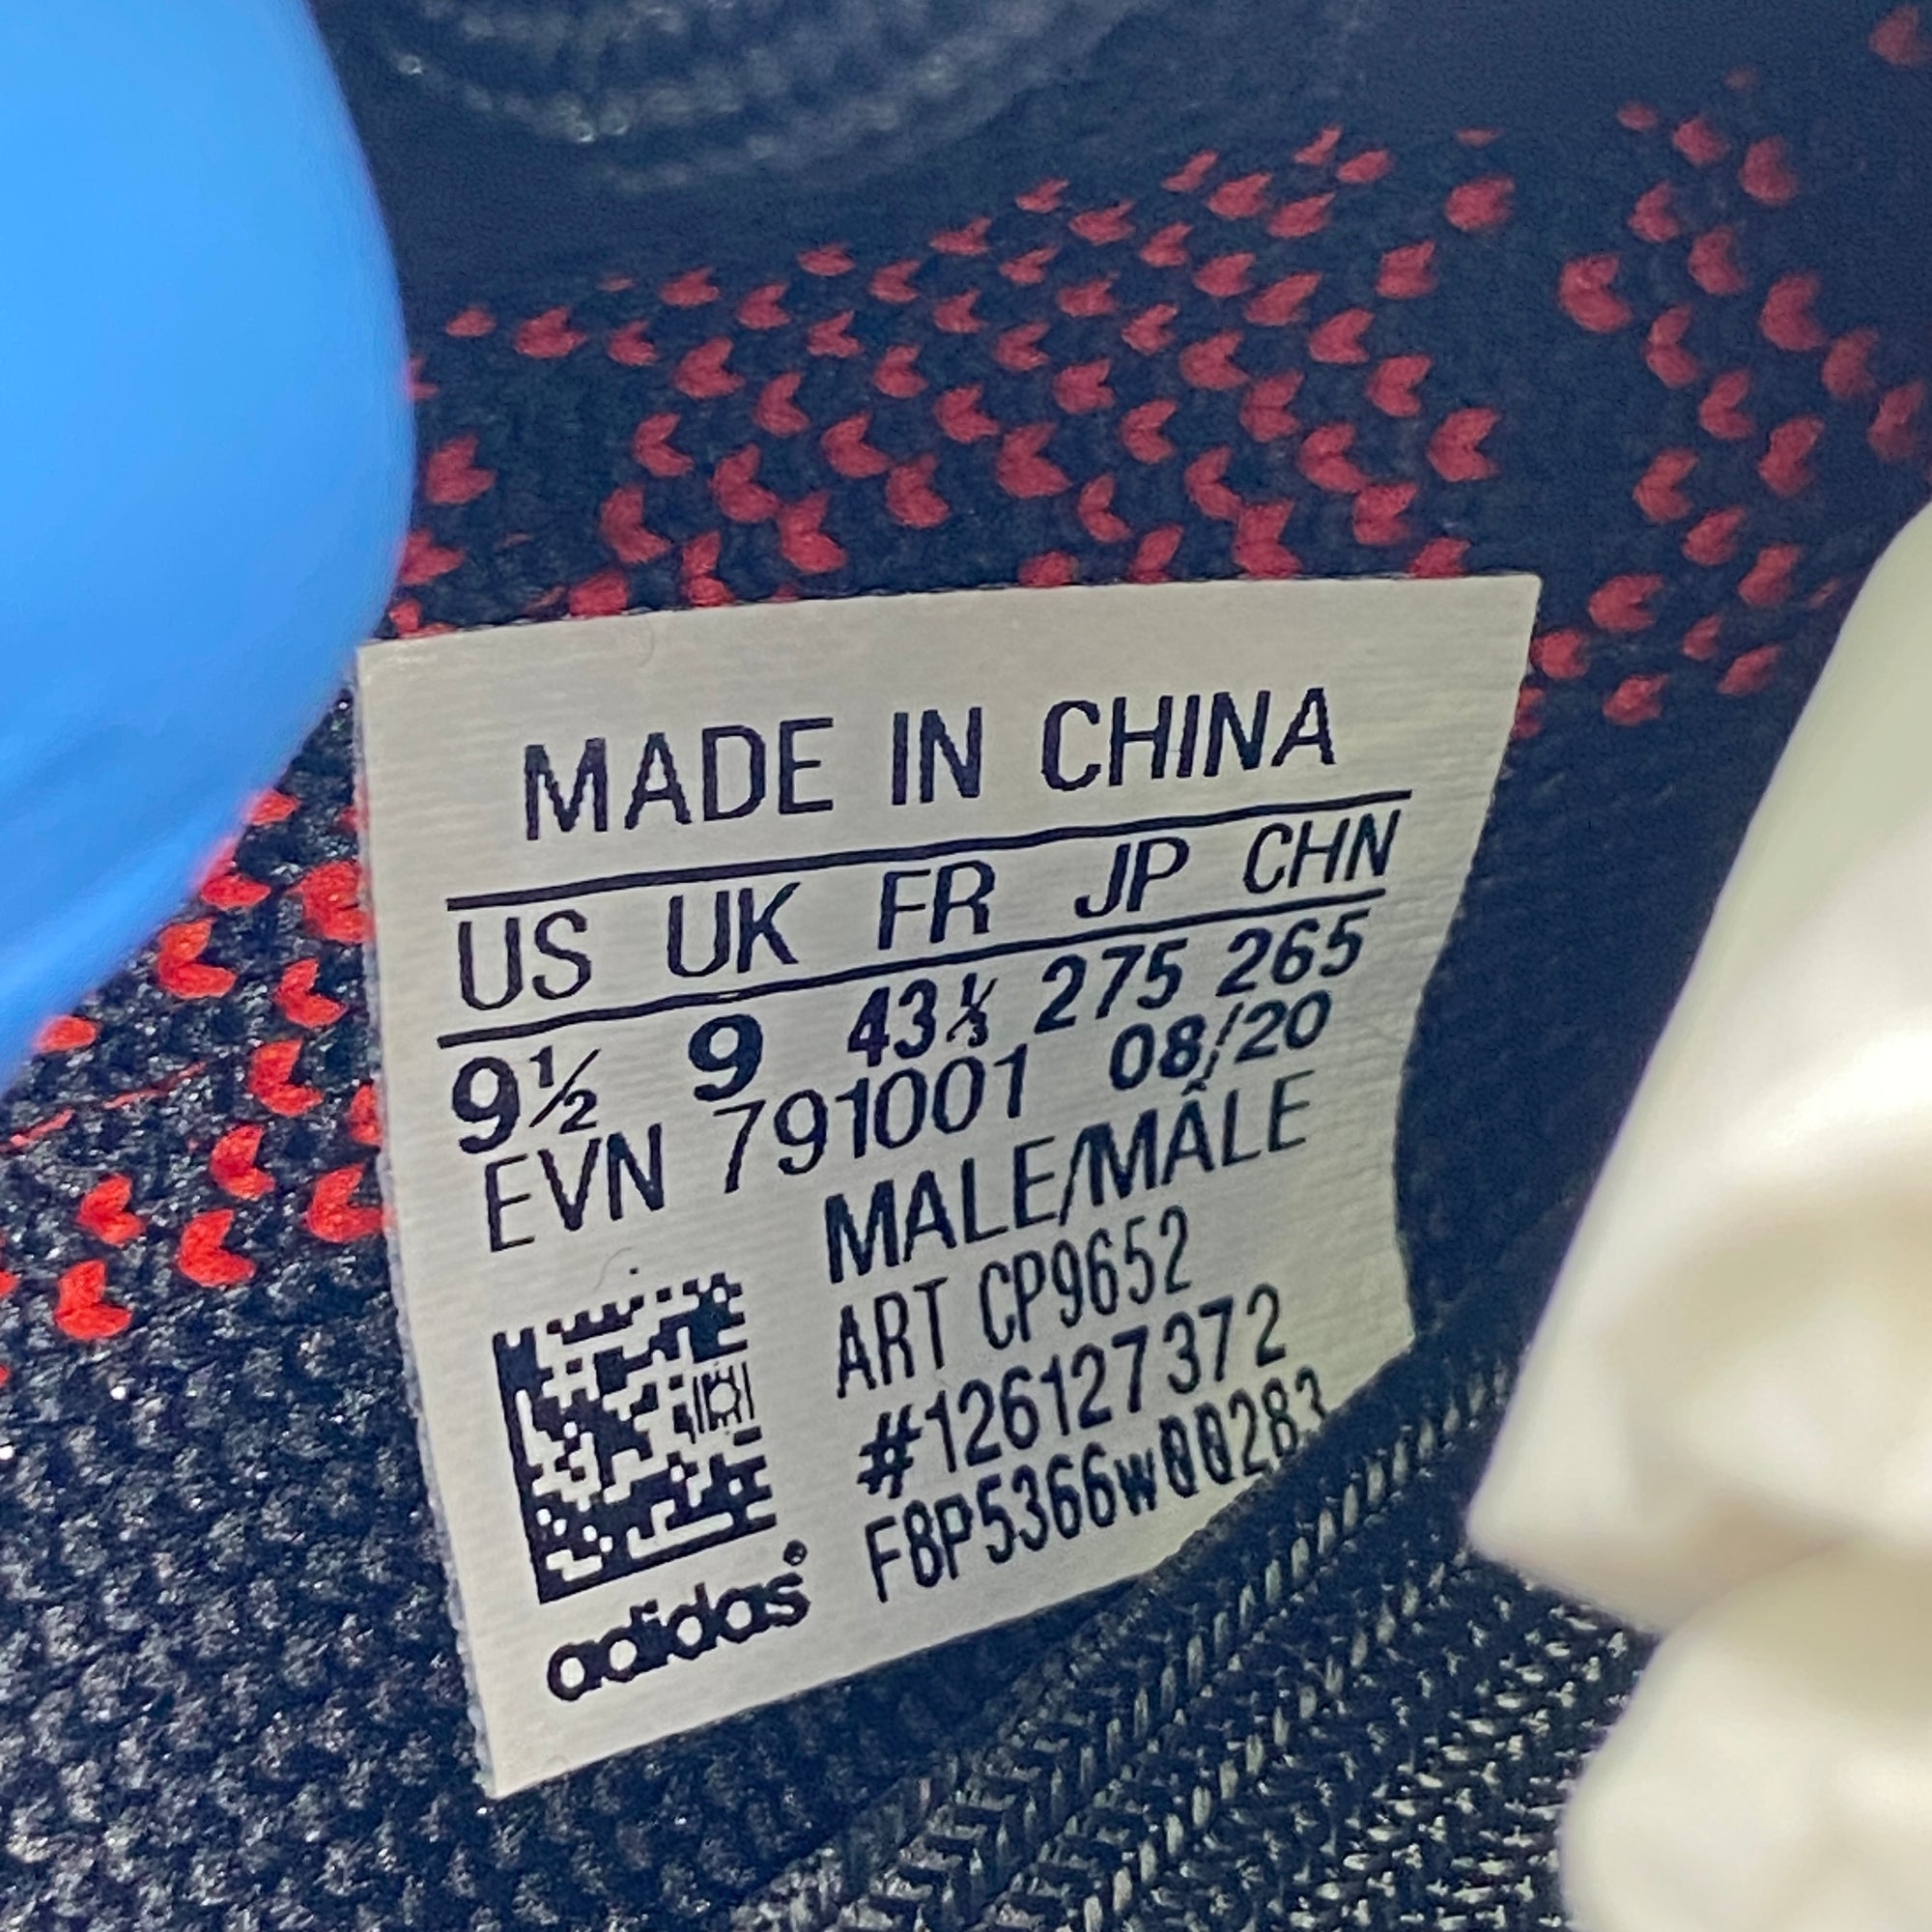 MADE IN CHINA
US UK FR JP CHN
9½ 9 43⅓ 275 265
EVN 791001 08/20
MALE/MÂLE
ART CP9652
#126127372
F8P5366w00283
adidas®